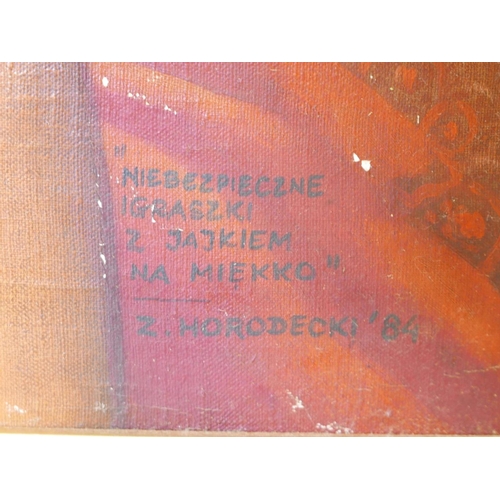 "NIEBEZPIECZNE
IGRASZKI
Z JAJKIEM
NA MIĘKKO"
Z. HORODECKI '84